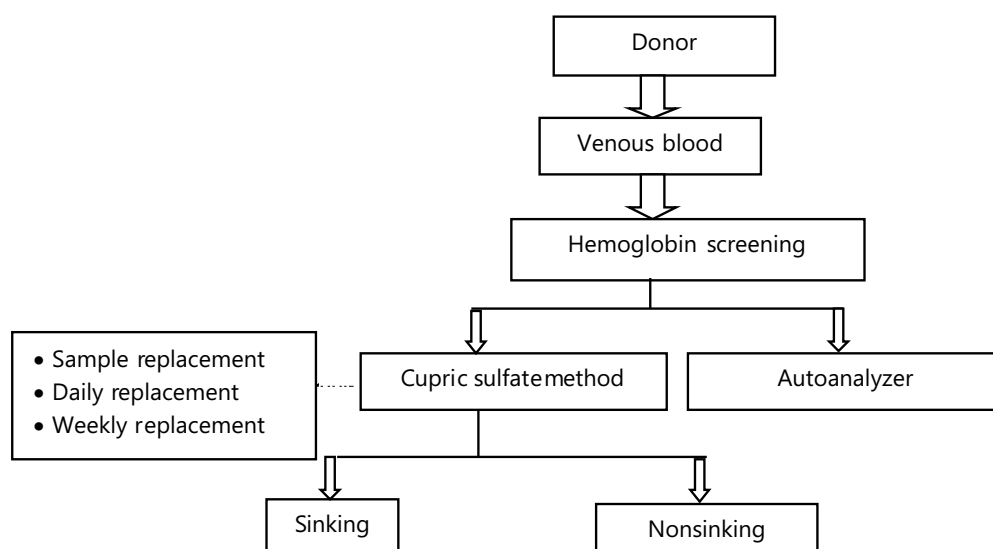 Donor
Venous blood
Hemoglobin screening
• Sample replacement
• Daily replacement
• Weekly replacement
Cupric sulfatemethod
Autoanalyzer
Sinking
Nonsinking